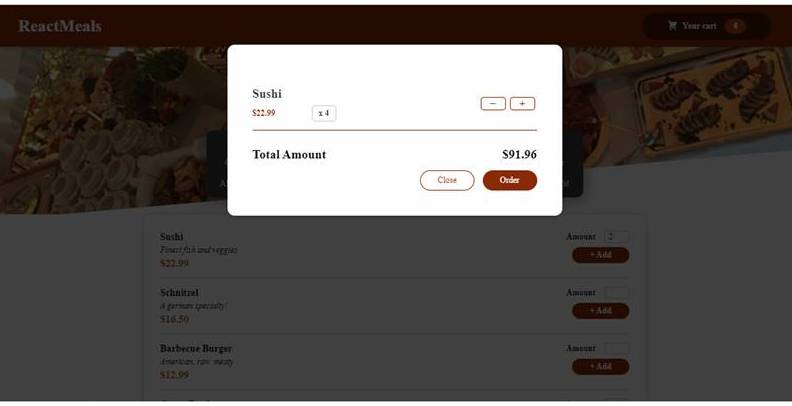 ReactMeals
Your cart 4
Sushi
$22.99 x 4
− +
Total Amount $91.96
Close Order
Sushi
Finest fish and veggies
$22.99
Amount 2
+ Add
Schnitzel
A german specialty!
$16.50
Amount
+ Add
Barbecue Burger
American, raw, meaty
$12.99
Amount
+ Add